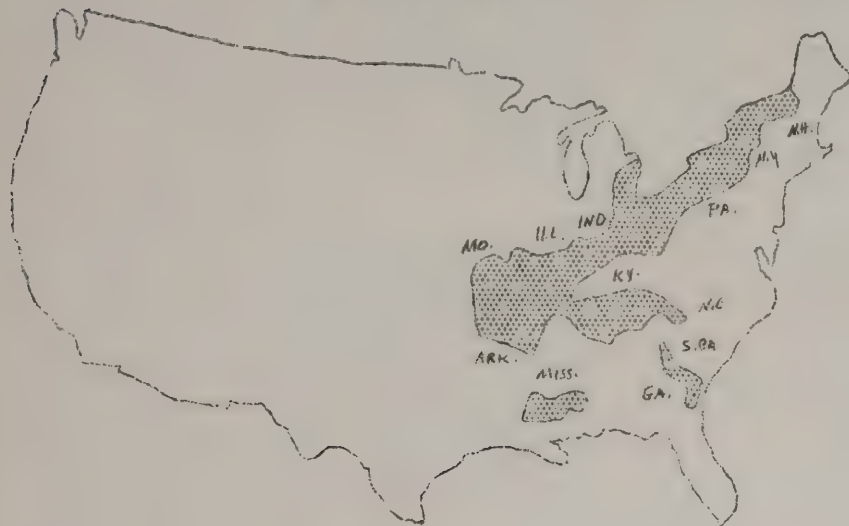 N.H.
N.Y
PA.
IND
ILL.
MO.
KY.
N.C
S.CA
ARK.
MISS.
GA.